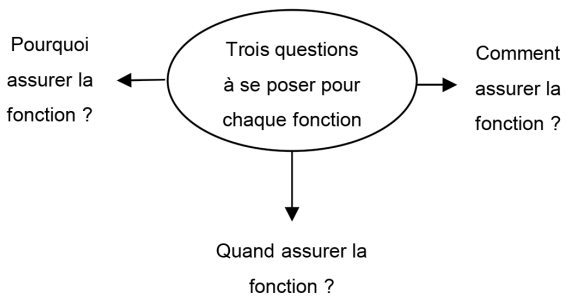 Pourquoi
assurer la
fonction ?
Trois questions
à se poser pour
chaque fonction
Comment
assurer la
fonction ?
Quand assurer la
fonction ?